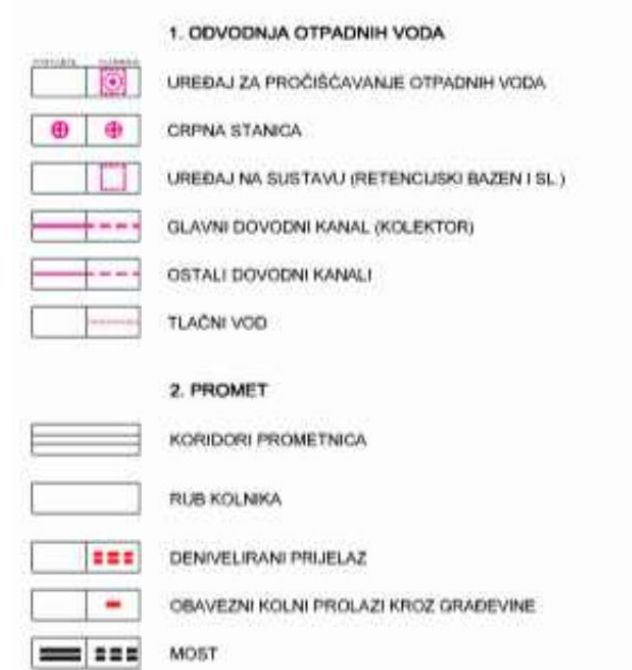 1. ODVODNJA OTPADNIH VODA
UREĐAJ ZA PROČIŠĆAVANJE OTPADNIH VODA
CRPNA STANICA
UREĐAJ NA SUSTAVU (RETENCIJSKI BAZEN I SL.)
GLAVNI DOVODNI KANAL (KOLEKTOR)
OSTALI DOVODNI KANALI
TLAČNI VOD
2. PROMET
KORIDORI PROMETNICA
RUB KOLNIKA
DENIVELIRANI PRIJELAZ
OBAVEZNI KOLNI PROLAZI KROZ GRAĐEVINE
MOST